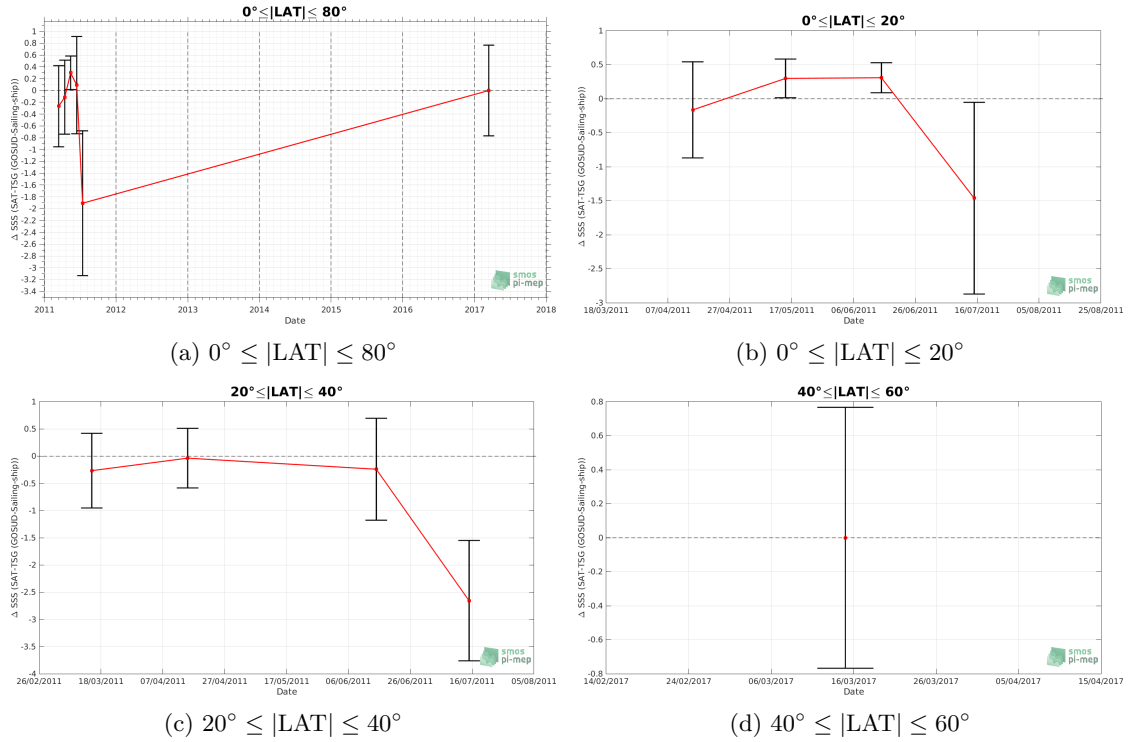 0°≤|LAT|≤ 80°
Δ SSS (SAT-TSG (GOSUD-Sailing-ship))
1
0.8
0.6
0.4
0.2
0
-0.2
-0.4
-0.6
-0.8
-1
-1.2
-1.4
-1.6
-1.8
-2
-2.2
-2.4
-2.6
-2.8
-3
-3.2
-3.4
2011 2012 2013 2014 2015 2016 2017 2018
Date
smos
pi-mep
(a) 0° ≤ |LAT| ≤ 80°
0°≤|LAT|≤ 20°
Δ SSS (SAT-TSG (GOSUD-Sailing-ship))
1
0.5
0
-0.5
-1
-1.5
-2
-2.5
-3
18/03/2011 07/04/2011 27/04/2011 17/05/2011 06/06/2011 26/06/2011 16/07/2011 05/08/2011 25/08/2011
Date
smos
pi-mep
(b) 0° ≤ |LAT| ≤ 20°
20°≤|LAT|≤ 40°
Δ SSS (SAT-TSG (GOSUD-Sailing-ship))
1
0.5
0
-0.5
-1
-1.5
-2
-2.5
-3
-3.5
-4
26/02/2011 18/03/2011 07/04/2011 27/04/2011 17/05/2011 06/06/2011 26/06/2011 16/07/2011 05/08/2011
Date
smos
pi-mep
(c) 20° ≤ |LAT| ≤ 40°
40°≤|LAT|≤ 60°
Δ SSS (SAT-TSG (GOSUD-Sailing-ship))
0.8
0.6
0.4
0.2
0
-0.2
-0.4
-0.6
-0.8
14/02/2017 24/02/2017 06/03/2017 16/03/2017 26/03/2017 05/04/2017 15/04/2017
Date
smos
pi-mep
(d) 40° ≤ |LAT| ≤ 60°